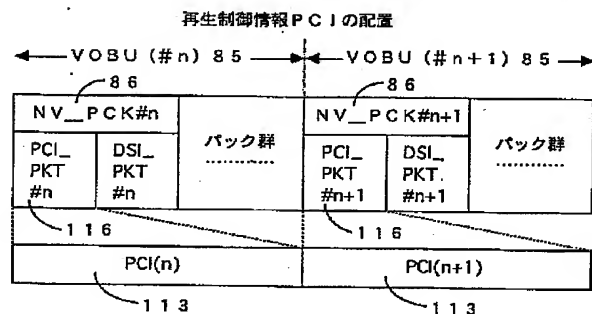 再生制御情報PCIの配置
VOBU(#n)85
VOBU(#n+1)85
86
86
NV_PCK#n
パック群
............
NV_PCK#n+1
パック群
............
PCI_
PKT
#n
DSI_
PKT
#n
PCI_
PKT
#n+1
DSI_
PKT.
#n+1
116
116
PCI(n)
PCI(n+1)
113
113